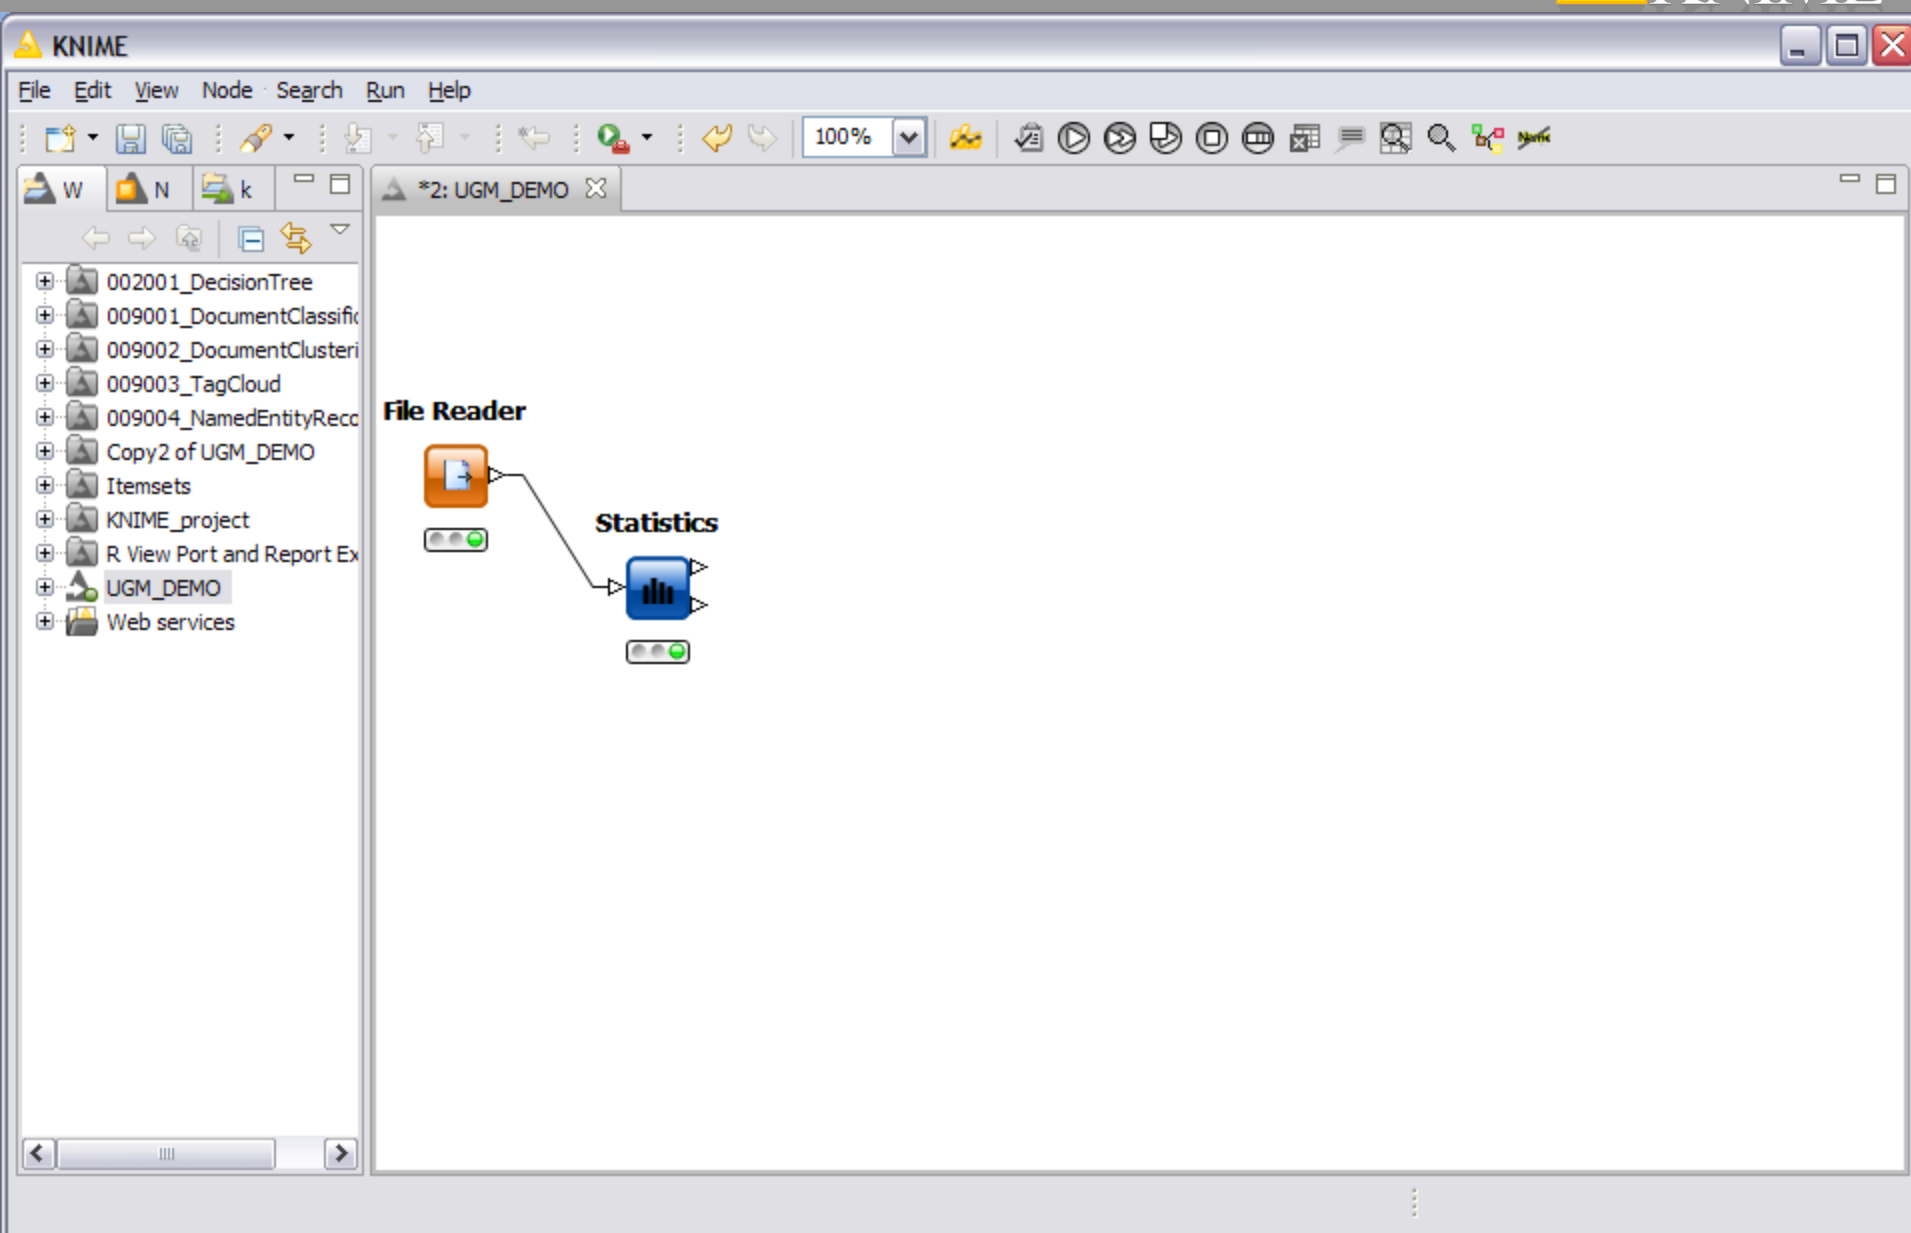 KNIME
File Edit View Node Search Run Help
100%
W N k
*2: UGM_DEMO
002001_DecisionTree
009001_DocumentClassific
009002_DocumentClusteri
009003_TagCloud
009004_NamedEntityReco
Copy2 of UGM_DEMO
Itemsets
KNIME_project
R View Port and Report Ex
UGM_DEMO
Web services
File Reader
Statistics